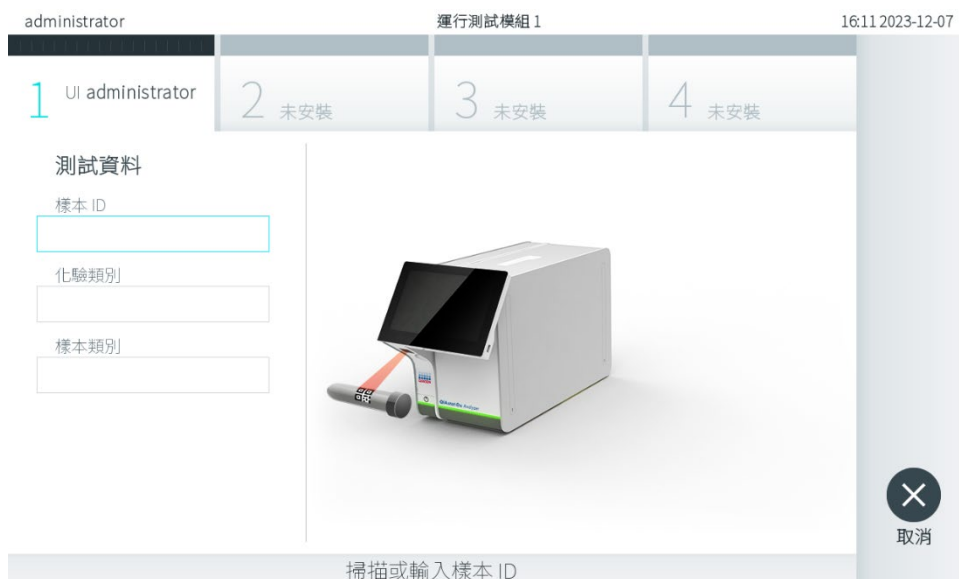 administrator
運行測試模組 1
16:11 2023-12-07
1 UI administrator
2 未安裝
3 未安裝
4 未安裝
測試資料
樣本 ID
化驗類別
樣本類別
取消
掃描或輸入樣本 ID